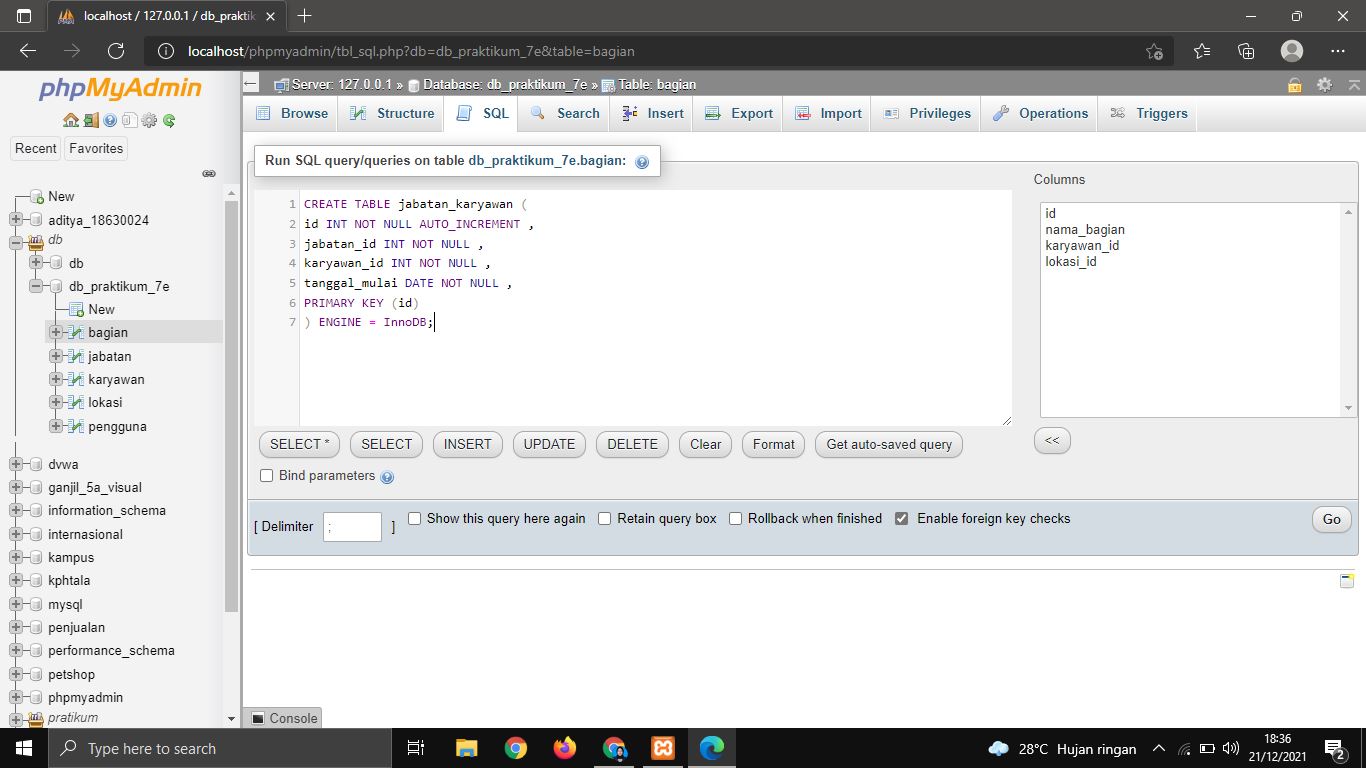 localhost / 127.0.0.1 / db_praktik
localhost/phpmyadmin/tbl_sql.php?db=db_praktikum_7e&table=bagian
phpMyAdmin
Recent Favorites
New
aditya_18630024
db
db
db_praktikum_7e
New
bagian
jabatan
karyawan
lokasi
pengguna
dvwa
ganjil_5a_visual
information_schema
internasional
kampus
kphtala
mysql
penjualan
performance_schema
petshop
phpmyadmin
pratikum
Server: 127.0.0.1 » Database: db_praktikum_7e » Table: bagian
Browse Structure SQL Search Insert Export Import Privileges Operations Triggers
Run SQL query/queries on table db_praktikum_7e.bagian:
1 CREATE TABLE jabatan_karyawan (
2 id INT NOT NULL AUTO_INCREMENT ,
3 jabatan_id INT NOT NULL ,
4 karyawan_id INT NOT NULL ,
5 tanggal_mulai DATE NOT NULL ,
6 PRIMARY KEY (id)
7 ) ENGINE = InnoDB;
Columns
id
nama_bagian
karyawan_id
lokasi_id
SELECT * SELECT INSERT UPDATE DELETE Clear Format Get auto-saved query <<
Bind parameters
[ Delimiter ; ] Show this query here again Retain query box Rollback when finished Enable foreign key checks Go
Console
Type here to search
28°C Hujan ringan
18:36
21/12/2021
2